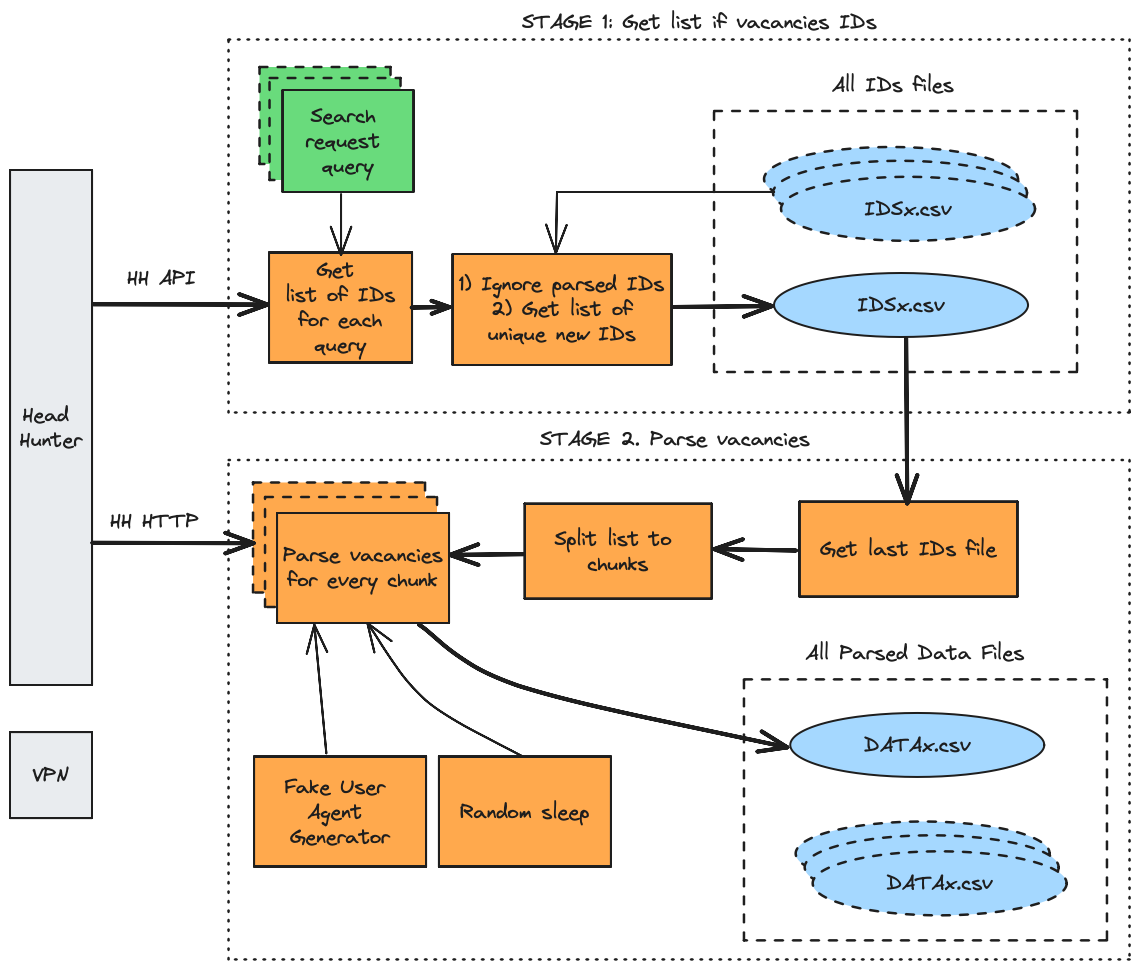 STAGE 1: Get list if vacancies IDs
All IDs files
Search
request
query
IDSx.csv
HH API
Get
list of IDs
for each
query
1) Ignore parsed IDs
2) Get list of
unique new IDs
IDSx.csv
Head
Hunter
STAGE 2. Parse vacancies
HH HTTP
Parse vacancies
for every chunk
Split list to
chunks
Get last IDs file
All Parsed Data Files
VPN
DATAx.csv
Fake User
Agent
Generator
Random sleep
DATAx.csv